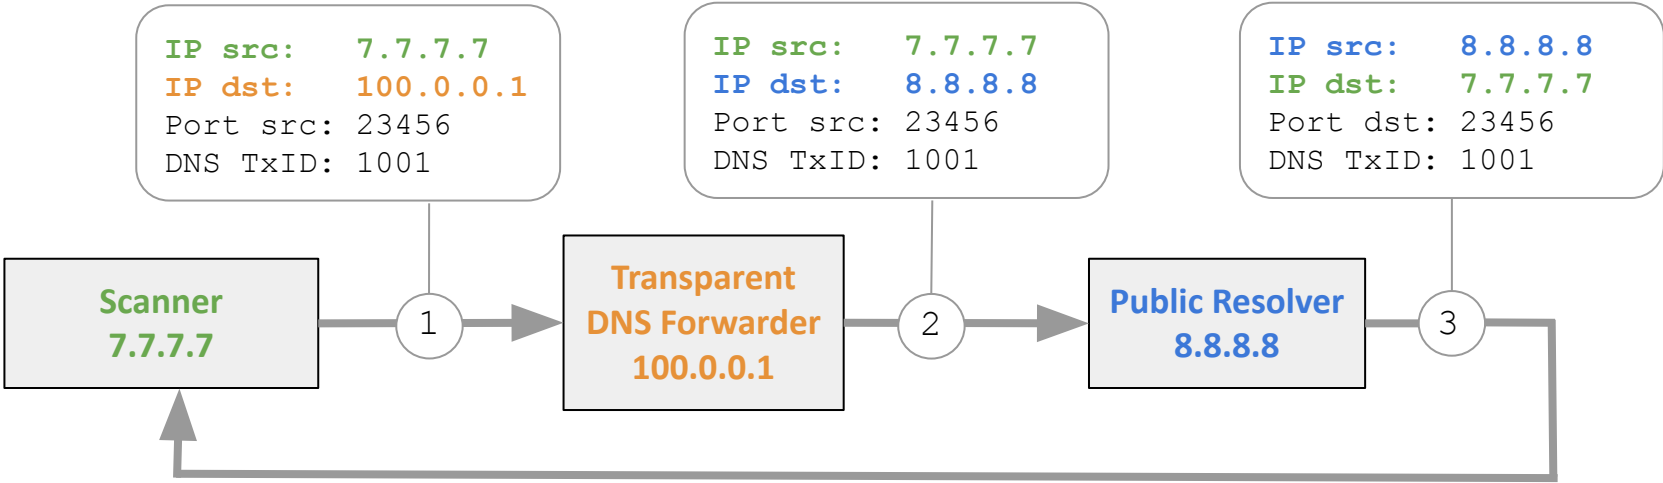 IP src: 7.7.7.7
IP dst: 100.0.0.1
Port src: 23456
DNS TxID: 1001
IP src: 7.7.7.7
IP dst: 8.8.8.8
Port src: 23456
DNS TxID: 1001
IP src: 8.8.8.8
IP dst: 7.7.7.7
Port dst: 23456
DNS TxID: 1001
Scanner
7.7.7.7
1
Transparent
DNS Forwarder
100.0.0.1
2
Public Resolver
8.8.8.8
3